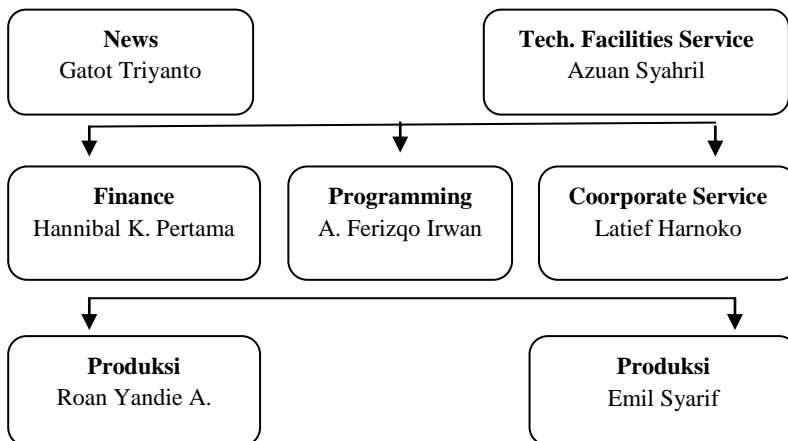 News
Gatot Triyanto
Tech. Facilities Service
Azuan Syahril
Finance
Hannibal K. Pertama
Programming
A. Ferizqo Irwan
Coorporate Service
Latief Harnoko
Produksi
Roan Yandie A.
Produksi
Emil Syarif